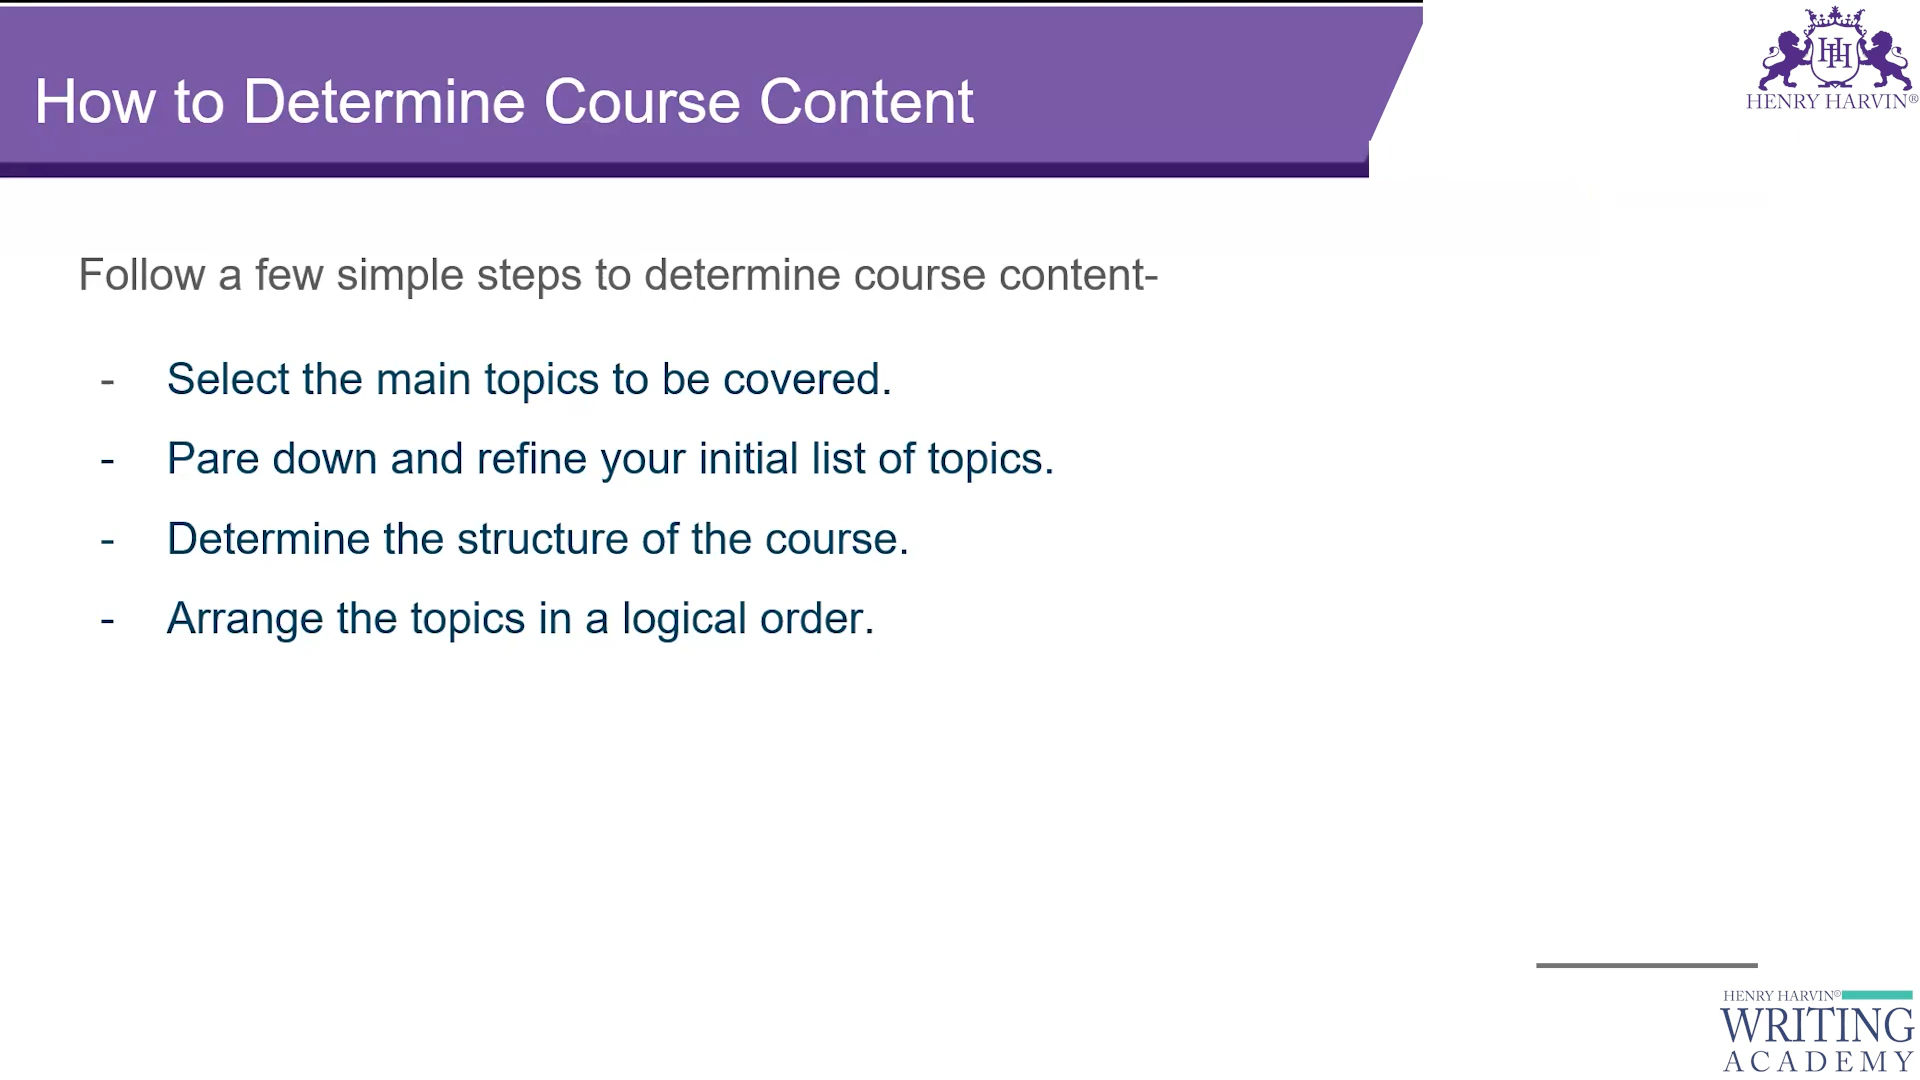 How to Determine Course Content
HH
HENRY HARVIN®
Follow a few simple steps to determine course content-
- Select the main topics to be covered.
- Pare down and refine your initial list of topics.
- Determine the structure of the course.
- Arrange the topics in a logical order.
HENRY HARVIN®
WRITING
ACADEMY